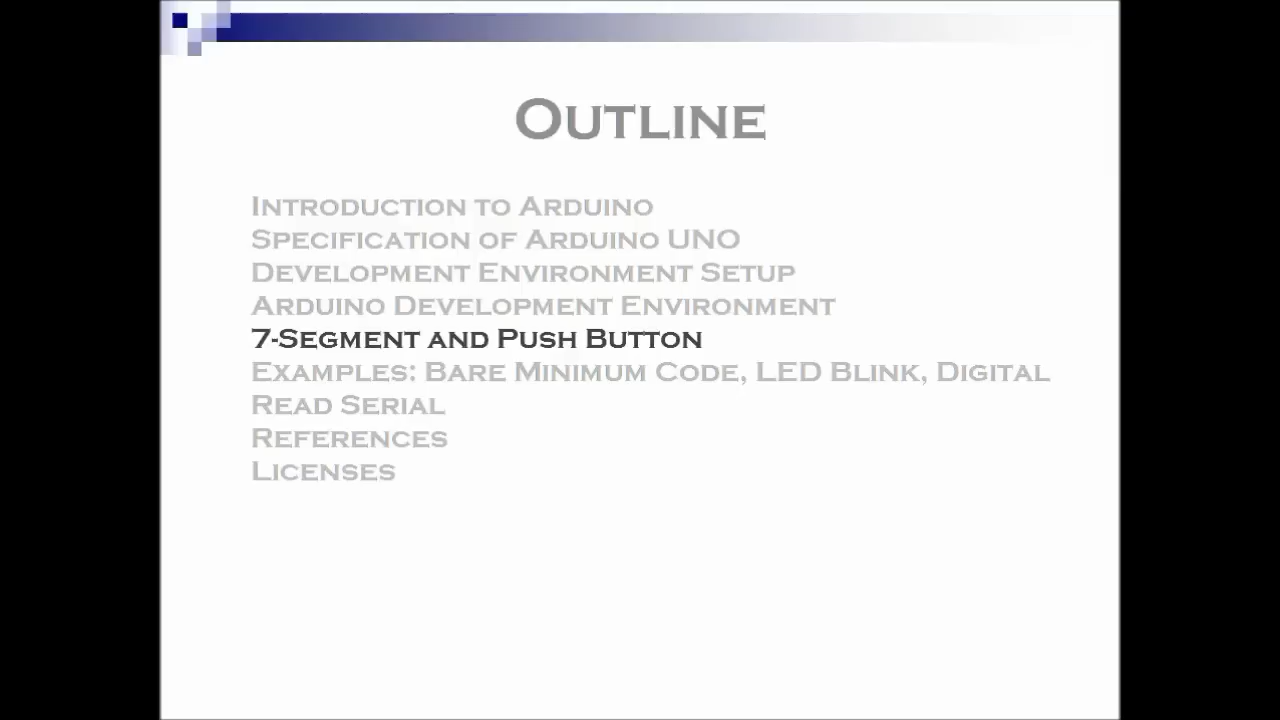 Outline
Introduction to Arduino
Specification of Arduino UNO
Development Environment Setup
Arduino Development Environment
7-Segment and Push Button
Examples: Bare Minimum Code, LED Blink, Digital
Read Serial
References
Licenses